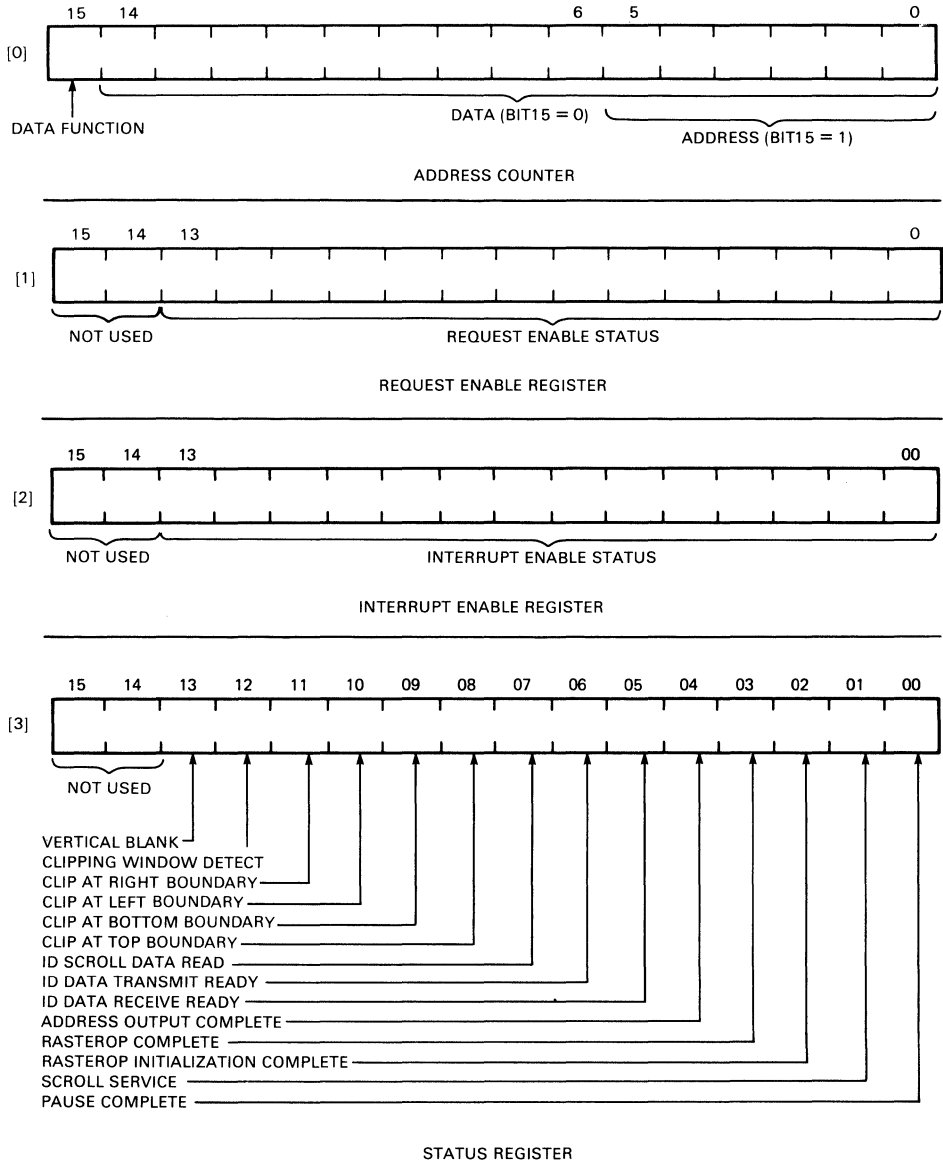 15 14 6 5 0
[0]
DATA FUNCTION
DATA (BIT15 = 0)
ADDRESS (BIT15 = 1)
ADDRESS COUNTER
15 14 13 0
[1]
NOT USED REQUEST ENABLE STATUS
REQUEST ENABLE REGISTER
15 14 13 00
[2]
NOT USED INTERRUPT ENABLE STATUS
INTERRUPT ENABLE REGISTER
15 14 13 12 11 10 09 08 07 06 05 04 03 02 01 00
[3]
NOT USED
VERTICAL BLANK
CLIPPING WINDOW DETECT
CLIP AT RIGHT BOUNDARY
CLIP AT LEFT BOUNDARY
CLIP AT BOTTOM BOUNDARY
CLIP AT TOP BOUNDARY
ID SCROLL DATA READ
ID DATA TRANSMIT READY
ID DATA RECEIVE READY
ADDRESS OUTPUT COMPLETE
RASTEROP COMPLETE
RASTEROP INITIALIZATION COMPLETE
SCROLL SERVICE
PAUSE COMPLETE
STATUS REGISTER